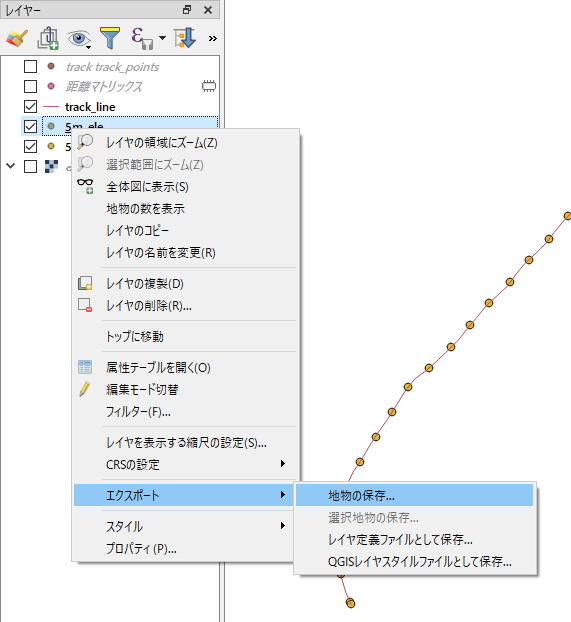 レイヤー
»
track track_points
距離マトリックス
track_line
5m_ele
5
レイヤの領域にズーム(Z)
選択範囲にズーム(Z)
全体図に表示(S)
地物の数を表示
レイヤのコピー
レイヤの名前を変更(R)
レイヤの複製(D)
レイヤの削除(R)...
トップに移動
属性テーブルを開く(O)
編集モード切替
フィルター(F)...
レイヤを表示する縮尺の設定(S)...
CRSの設定
エクスポート
地物の保存...
選択地物の保存...
レイヤ定義ファイルとして保存...
QGISレイヤスタイルファイルとして保存...
スタイル
プロパティ(P)...